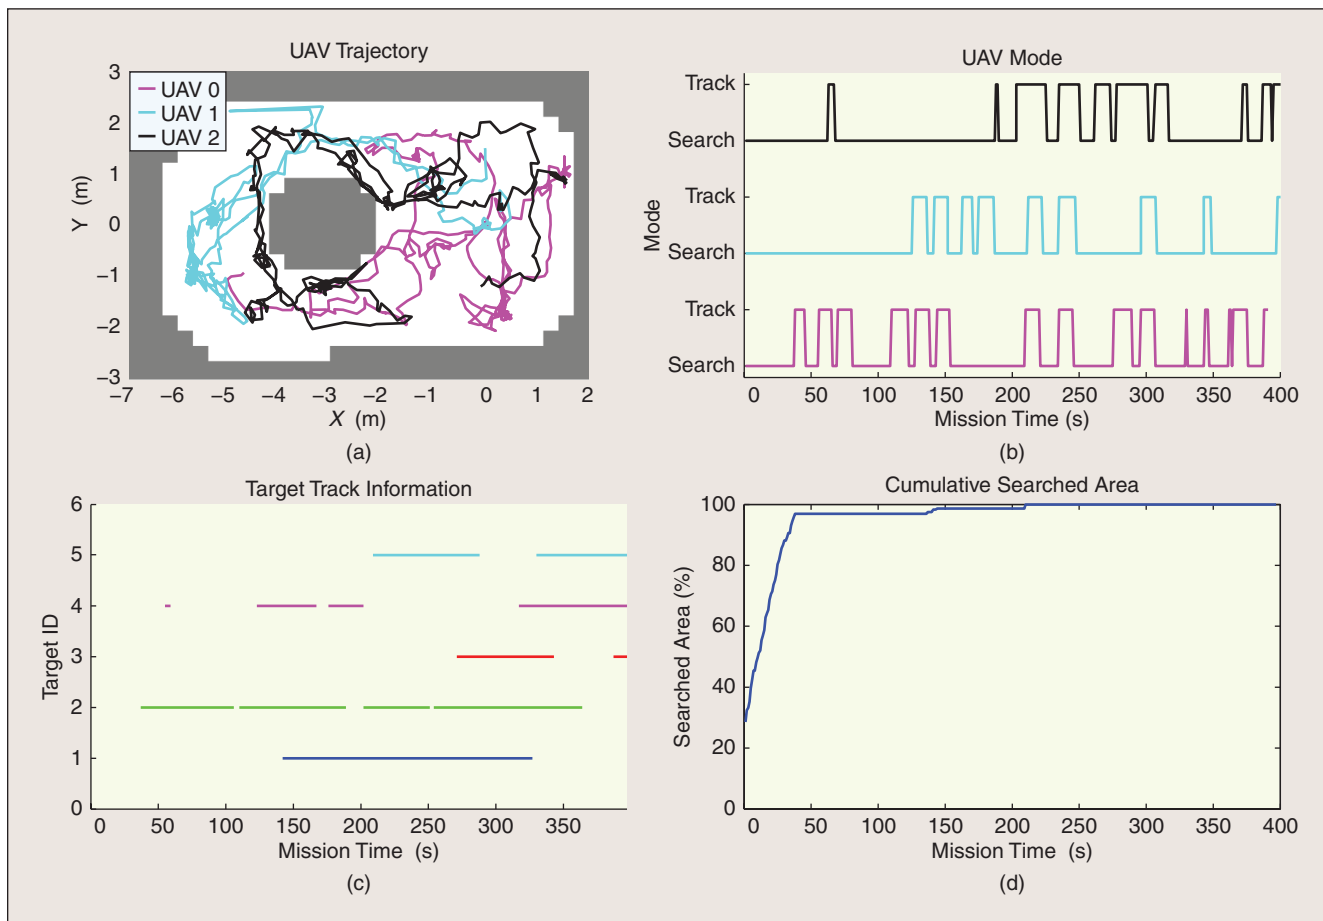 UAV Trajectory
3
2
1
0
−1
−2
−3
Y (m)
UAV 0
UAV 1
UAV 2
−7 −6 −5 −4 −3 −2 −1 0 1 2
X (m)
(a)
UAV Mode
Track
Search
Track
Search
Track
Search
Mode
0 50 100 150 200 250 300 350 400
Mission Time (s)
(b)
Target Track Information
6
5
4
3
2
1
0
Target ID
0 50 100 150 200 250 300 350
Mission Time (s)
(c)
Cumulative Searched Area
100
80
60
40
20
0
Searched Area (%)
0 50 100 150 200 250 300 350 400
Mission Time (s)
(d)